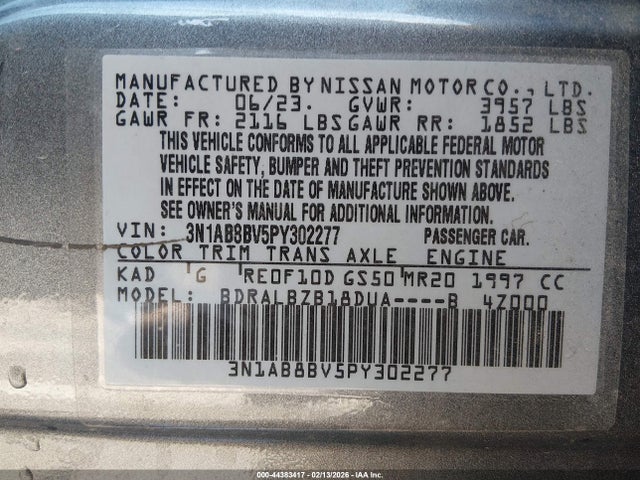 MANUFACTURED BY NISSAN MOTOR CO., LTD.
DATE: 06/23. GVWR: 3957 LBS
GAWR FR: 2116 LBS GAWR RR: 1852 LBS
THIS VEHICLE CONFORMS TO ALL APPLICABLE FEDERAL MOTOR
VEHICLE SAFETY, BUMPER AND THEFT PREVENTION STANDARDS
IN EFFECT ON THE DATE OF MANUFACTURE SHOWN ABOVE.
SEE OWNER'S MANUAL FOR ADDITIONAL INFORMATION.
VIN: 3N1AB8BV5PY302277 PASSENGER CAR.
COLOR TRIM TRANS AXLE ENGINE
KAD G RE0F10D GS50 MR20 1997 CC
MODEL: BDRALBZB18DUA----B 4Z000
3N1AB8BV5PY302277
000-44383417 - 02/13/2026 - IAAI.COM